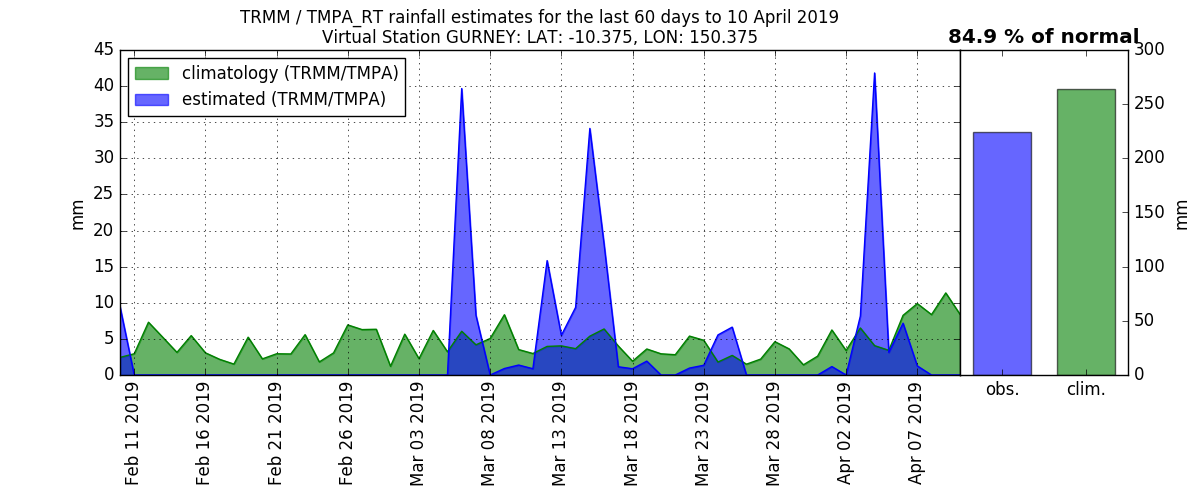 TRMM / TMPA_RT rainfall estimates for the last 60 days to 10 April 2019
Virtual Station GURNEY: LAT: -10.375, LON: 150.375
84.9 % of normal
climatology (TRMM/TMPA)
estimated (TRMM/TMPA)
45
40
35
30
25
20
15
10
5
0
mm
Feb 11 2019
Feb 16 2019
Feb 21 2019
Feb 26 2019
Mar 03 2019
Mar 08 2019
Mar 13 2019
Mar 18 2019
Mar 23 2019
Mar 28 2019
Apr 02 2019
Apr 07 2019
300
250
200
150
100
50
0
mm
obs.
clim.